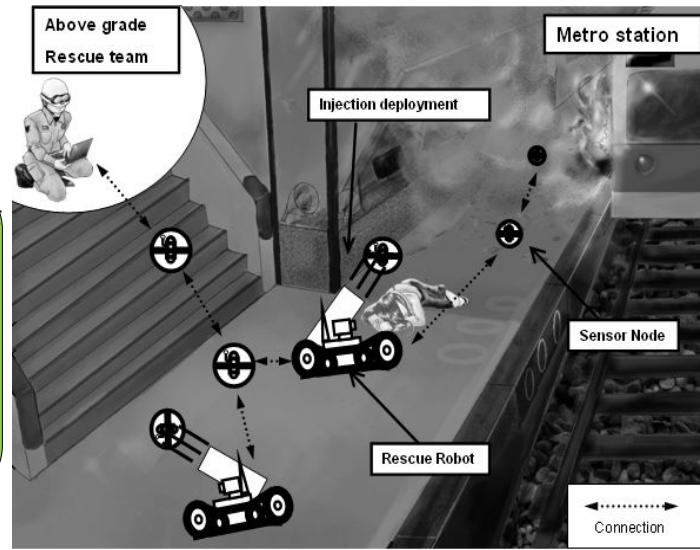 Above grade
Rescue team
Metro station
Injection deployment
Sensor Node
Rescue Robot
Connection